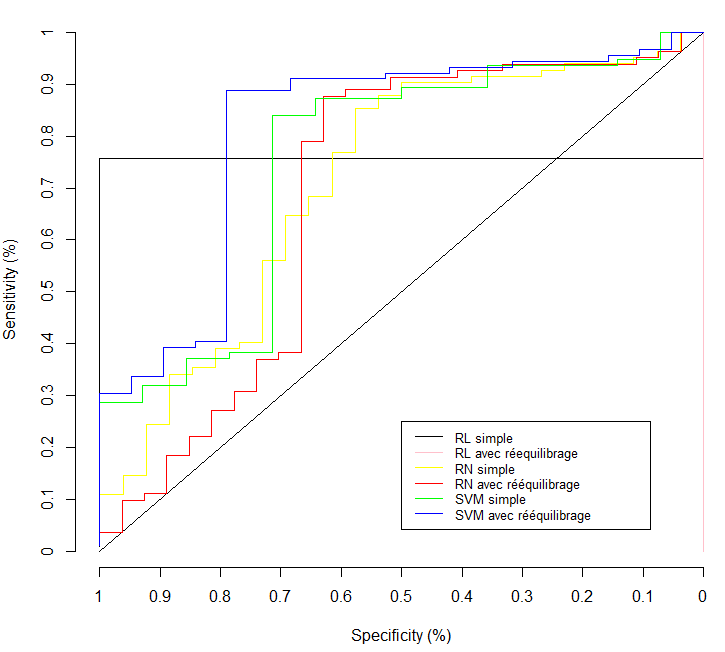 Sensitivity (%)
1
0.9
0.8
0.7
0.6
0.5
0.4
0.3
0.2
0.1
0
RL simple
RL avec réequilibrage
RN simple
RN avec rééquilibrage
SVM simple
SVM avec rééquilibrage
1 0.9 0.8 0.7 0.6 0.5 0.4 0.3 0.2 0.1 0
Specificity (%)